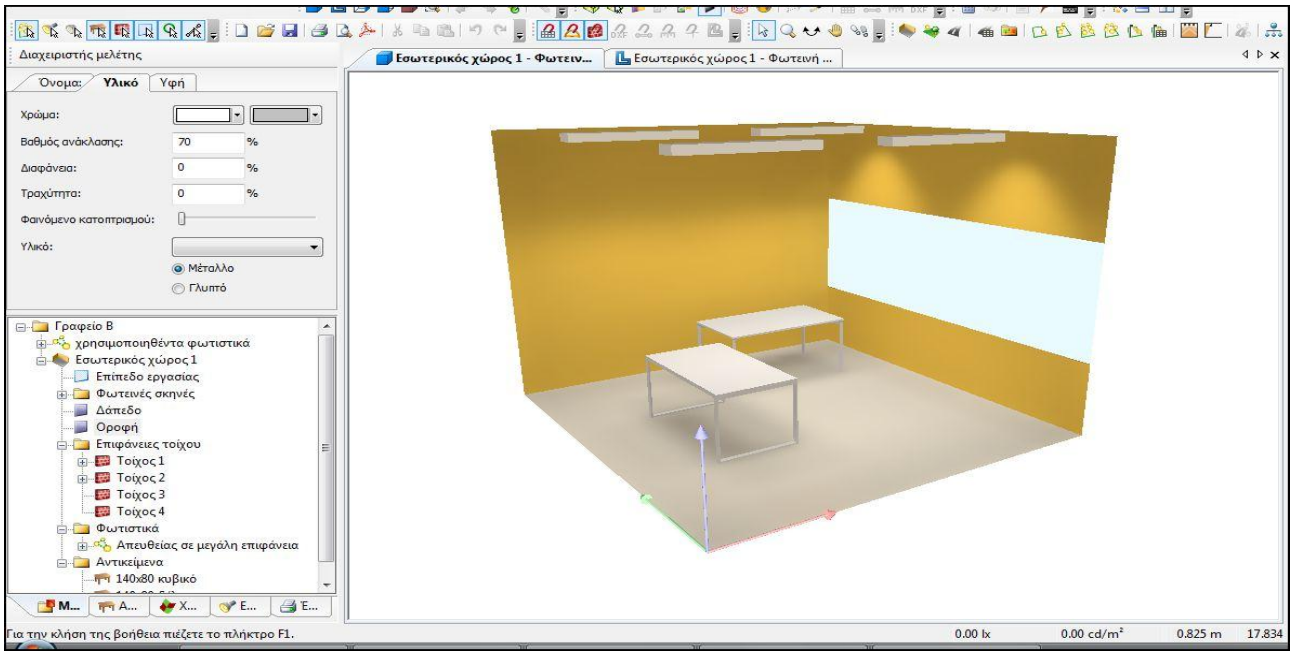 DXF
Διαχειριστής μελέτης
Εσωτερικός χώρος 1 - Φωτειν...
Εσωτερικός χώρος 1 - Φωτεινή ...
Όνομα:
Υλικό
Υφή
Χρώμα:
Βαθμός ανάκλασης: 70 %
Διαφάνεια: 0 %
Τραχύτητα: 0 %
Φαινόμενο κατοπτρισμού:
Υλικό:
Μέταλλο
Γλυπτό
Γραφείο Β
χρησιμοποιηθέντα φωτιστικά
Εσωτερικός χώρος 1
Επίπεδο εργασίας
Φωτεινές σκηνές
Δάπεδο
Οροφή
Επιφάνειες τοίχου
Τοίχος 1
Τοίχος 2
Τοίχος 3
Τοίχος 4
Φωτιστικά
Απευθείας σε μεγάλη επιφάνεια
Αντικείμενα
140x80 κυβικό
Μ... Α... Χ... Ε... Έ...
Για την κλήση της βοήθεια πιέζετε το πλήκτρο F1.
0.00 lx 0.00 cd/m² 0.825 m 17.834